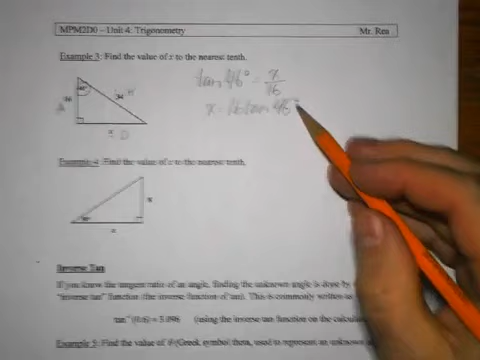 MPM2D0 – Unit 4: Trigonometry Mr. Rea
Example 3: Find the value of x to the nearest tenth.
tan 46° = x/16
x = 16 tan 46°
x
Example 4: Find the value of x to the nearest tenth.
Inverse Tan
If you know the tangent ratio of an angle, finding the unknown angle is done by
"inverse tan" function (the inverse function of tan). This is commonly written as
(using the inverse tan function on the calculator
Example 5: Find the value of θ (Greek symbol theta, used to represent an unknown